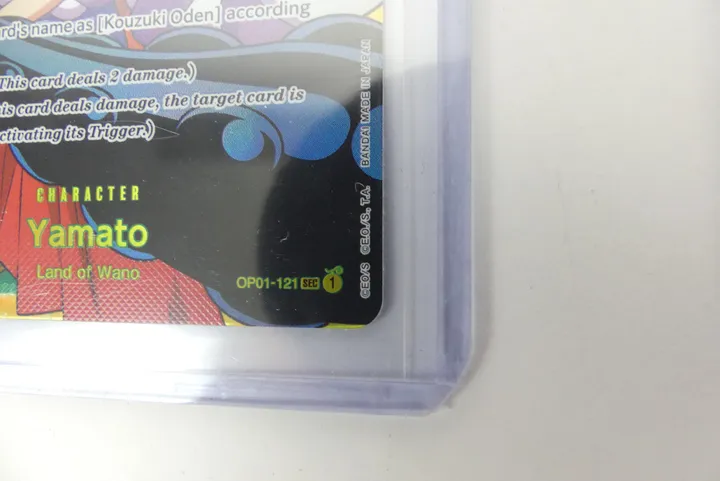 rd's name as [Kouzuki Oden] according
This card deals 2 damage.)
is card deals damage, the target card is
ctivating its Trigger.)
CHARACTER
Yamato
Land of Wano
OP01-121 SEC 1
©EO/S ©E.O./S., T.A. BANDAI MADE IN JAPAN